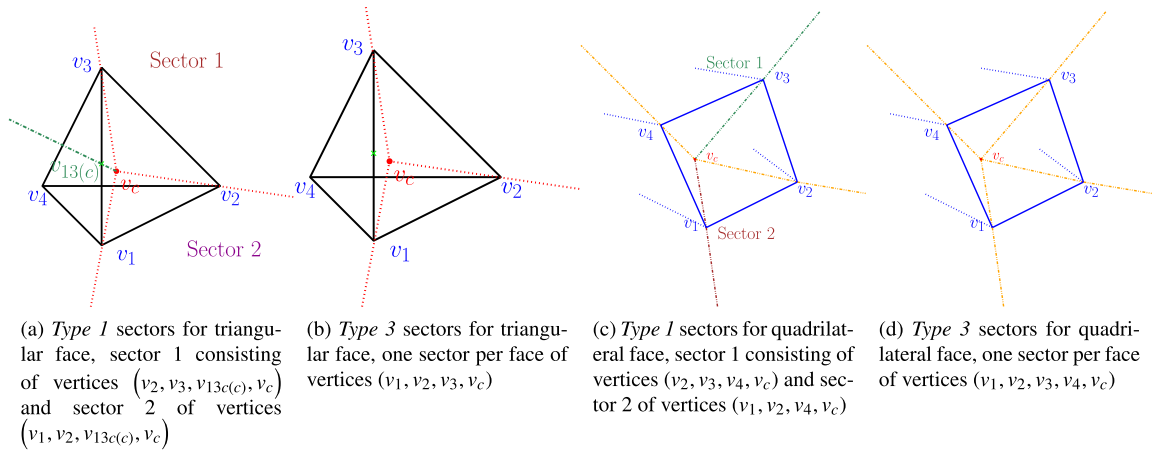 v3
Sector 1
v13(c)
vc
v4
v2
v1
Sector 2
v3
vc
v4
v2
v1
Sector 1
v3
v4
vc
v2
v1
Sector 2
v3
v4
vc
v2
v1
(a) Type 1 sectors for triangu-
lar face, sector 1 consisting
of vertices (v2, v3, v13c(c), vc)
and sector 2 of vertices
(v1, v2, v13c(c), vc)
(b) Type 3 sectors for triangu-
lar face, one sector per face of
vertices (v1, v2, v3, vc)
(c) Type 1 sectors for quadrilat-
eral face, sector 1 consisting of
vertices (v2, v3, v4, vc) and sec-
tor 2 of vertices (v1, v2, v4, vc)
(d) Type 3 sectors for quadri-
lateral face, one sector per face
of vertices (v1, v2, v3, v4, vc)